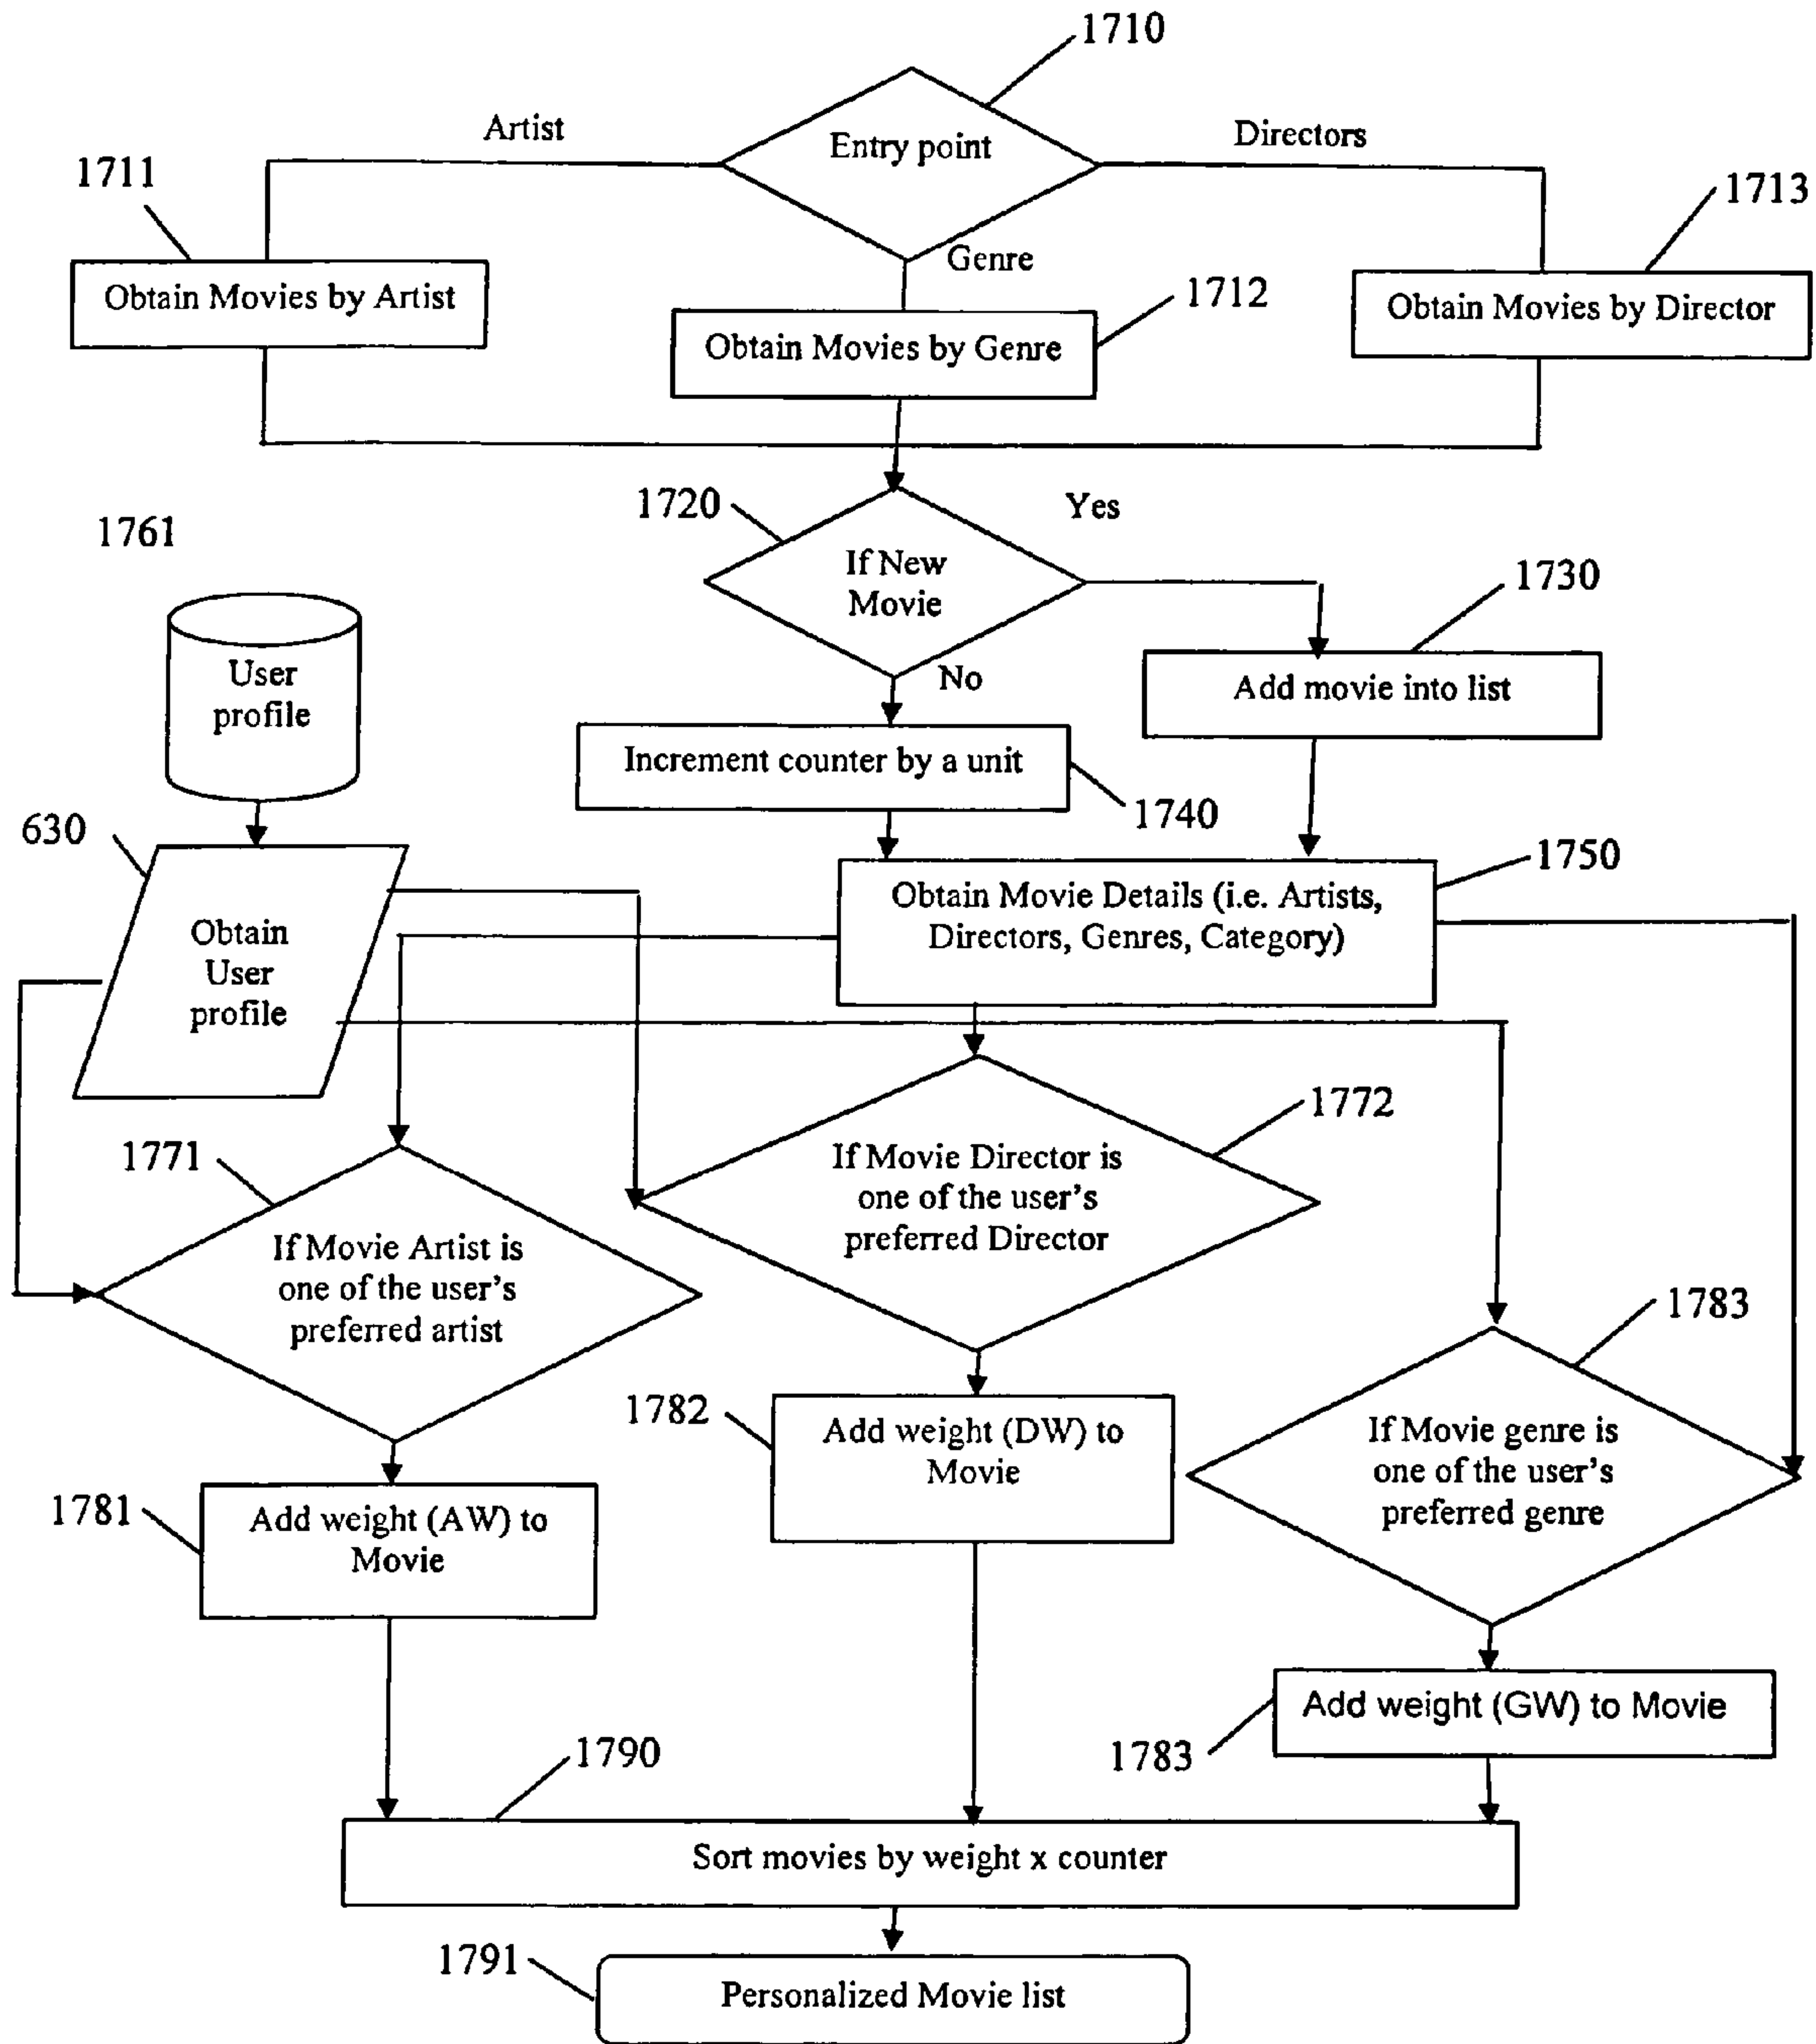 1710
Artist
Entry point
Directors
1711
1713
Genre
Obtain Movies by Artist
1712
Obtain Movies by Director
Obtain Movies by Genre
1720
Yes
1761
If New
Movie
1730
User
profile
No
Add movie into list
Increment counter by a unit
1740
630
1750
Obtain Movie Details (i.e. Artists,
Directors, Genres, Category)
Obtain
User
profile
1772
1771
If Movie Director is
one of the user's
preferred Director
If Movie Artist is
one of the user's
preferred artist
1783
1782
Add weight (DW) to
Movie
If Movie genre is
one of the user's
preferred genre
1781
Add weight (AW) to
Movie
Add weight (GW) to Movie
1790
1783
Sort movies by weight x counter
1791
Personalized Movie list